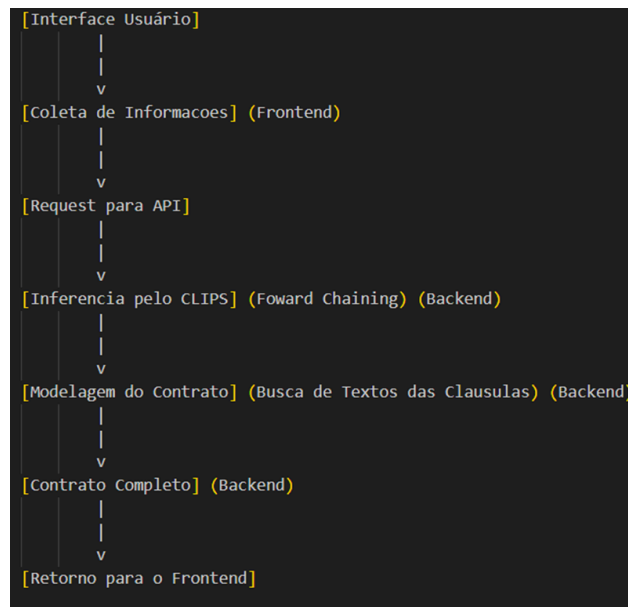 [Interface Usuário]
|
|
v
[Coleta de Informacoes] (Frontend)
|
|
v
[Request para API]
|
|
v
[Inferencia pelo CLIPS] (Foward Chaining) (Backend)
|
|
v
[Modelagem do Contrato] (Busca de Textos das Clausulas) (Backend)
|
|
v
[Contrato Completo] (Backend)
|
|
v
[Retorno para o Frontend]